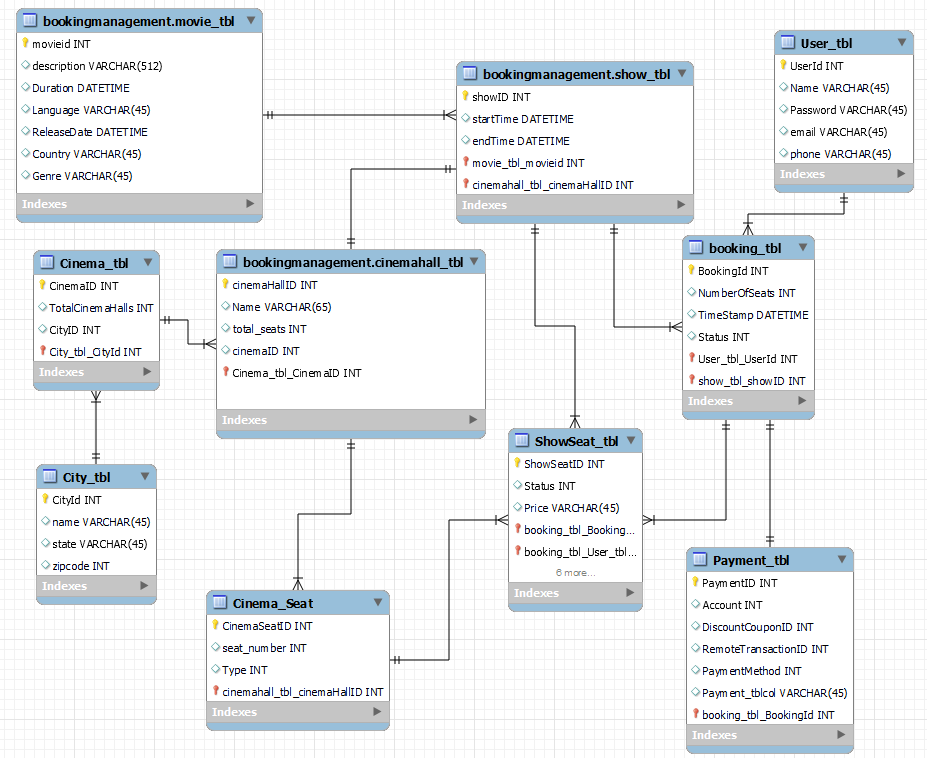 bookingmanagement.movie_tbl
movieid INT
description VARCHAR(512)
Duration DATETIME
Language VARCHAR(45)
ReleaseDate DATETIME
Country VARCHAR(45)
Genre VARCHAR(45)
Indexes
bookingmanagement.show_tbl
showID INT
startTime DATETIME
endTime DATETIME
movie_tbl_movieid INT
cinemahall_tbl_cinemaHallID INT
Indexes
User_tbl
UserId INT
Name VARCHAR(45)
Password VARCHAR(45)
email VARCHAR(45)
phone VARCHAR(45)
Indexes
Cinema_tbl
CinemaID INT
TotalCinemaHalls INT
CityID INT
City_tbl_CityId INT
Indexes
bookingmanagement.cinemahall_tbl
cinemaHallID INT
Name VARCHAR(65)
total_seats INT
cinemaID INT
Cinema_tbl_CinemaID INT
Indexes
booking_tbl
BookingId INT
NumberOfSeats INT
TimeStamp DATETIME
Status INT
User_tbl_UserId INT
show_tbl_showID INT
Indexes
City_tbl
CityId INT
name VARCHAR(45)
state VARCHAR(45)
zipcode INT
Indexes
ShowSeat_tbl
ShowSeatID INT
Status INT
Price VARCHAR(45)
booking_tbl_Booking...
booking_tbl_User_tbl...
6 more...
Indexes
Cinema_Seat
CinemaSeatID INT
seat_number INT
Type INT
cinemahall_tbl_cinemaHallID INT
Indexes
Payment_tbl
PaymentID INT
Account INT
DiscountCouponID INT
RemoteTransactionID INT
PaymentMethod INT
Payment_tblcol VARCHAR(45)
booking_tbl_BookingId INT
Indexes